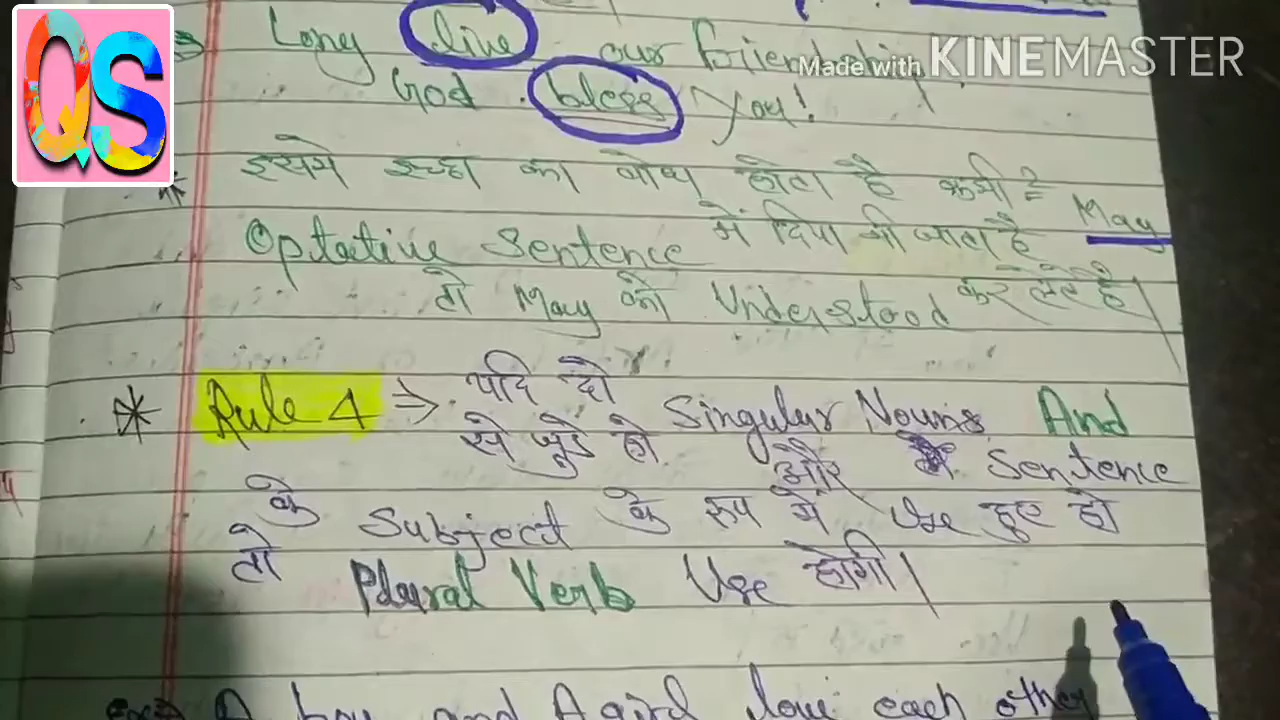 Long live our friendship
God bless You!
QS
Made with KINEMASTER
* इसमे इच्छा का बोध होता है कभी २ May
Optative Sentence में दिया भी जाता है
तो May को Understood कर लेते है।
* Rule 4 ⇒ यदि दो Singular Nouns And
से जुड़े हो और Sentence
के Subject के रूप में Use हुए हो
तो Plural Verb Use होगी।
A boy and A girl love each other